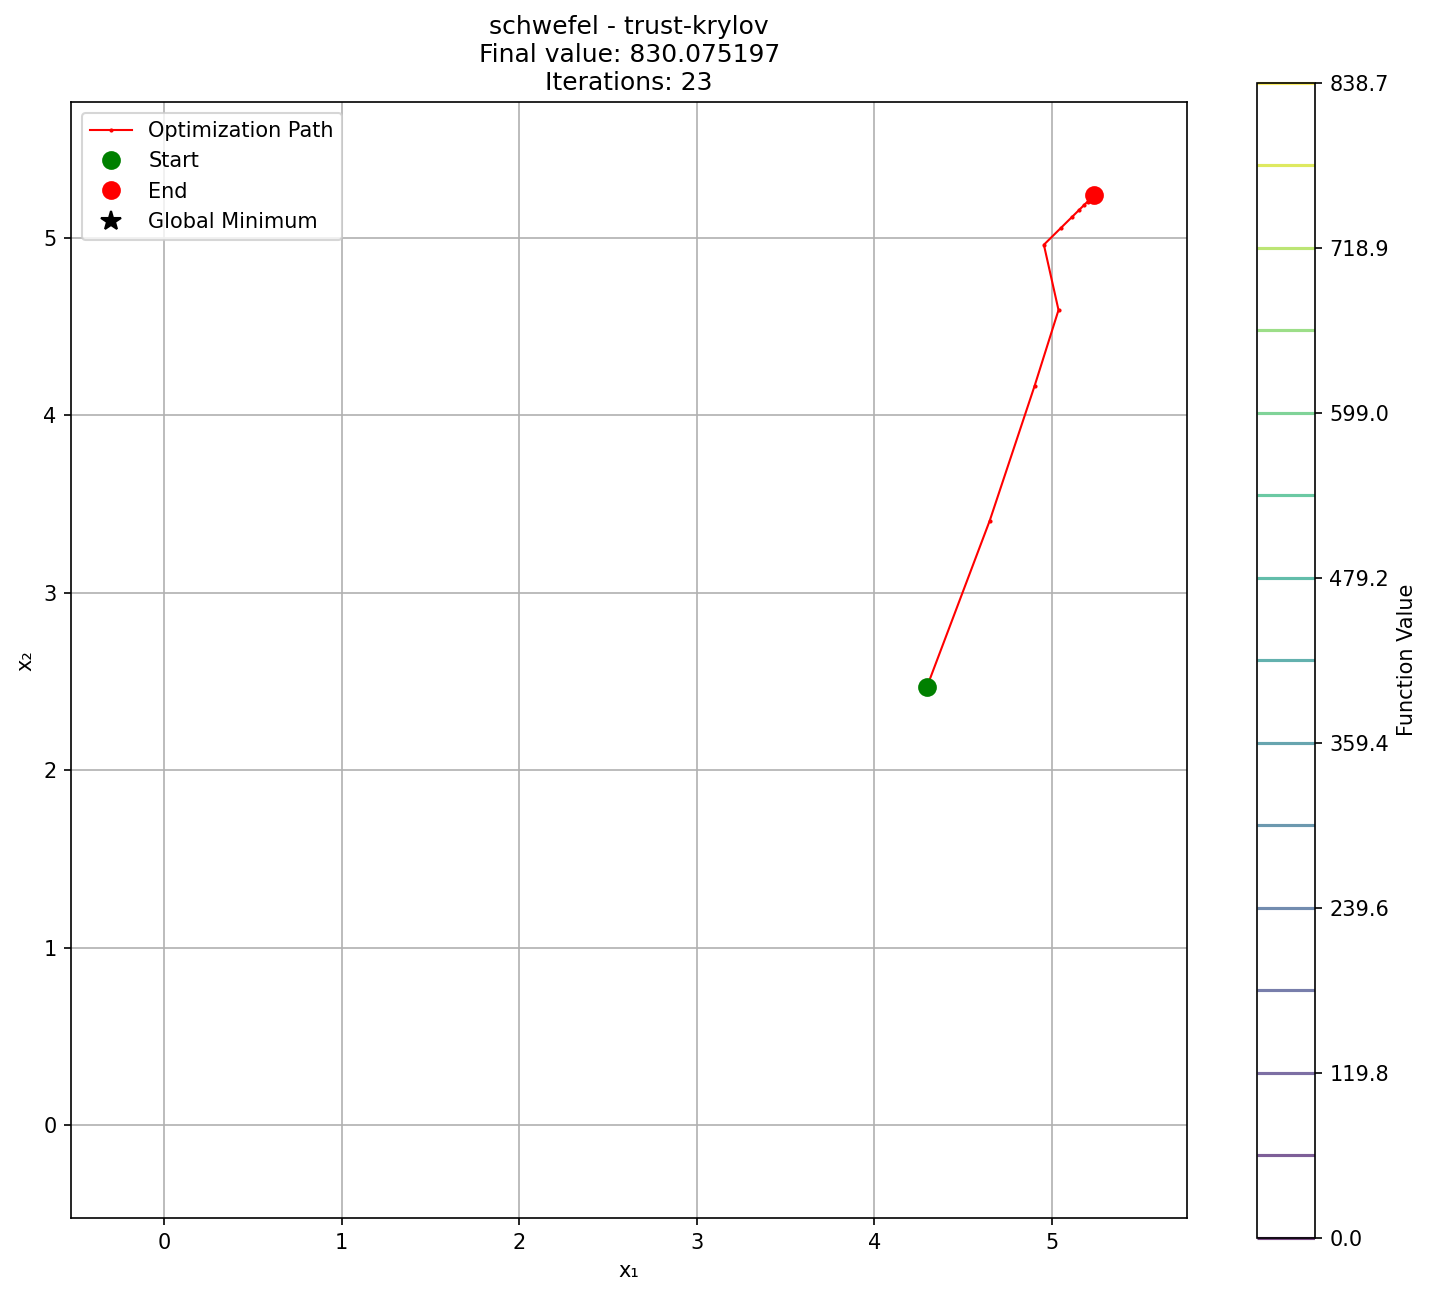 schwefel - trust-krylov
Final value: 830.075197
Iterations: 23
Optimization Path
Start
End
Global Minimum
5
4
3
2
1
0
x₂
0 1 2 3 4 5
x₁
838.7
718.9
599.0
479.2
359.4
239.6
119.8
0.0
Function Value